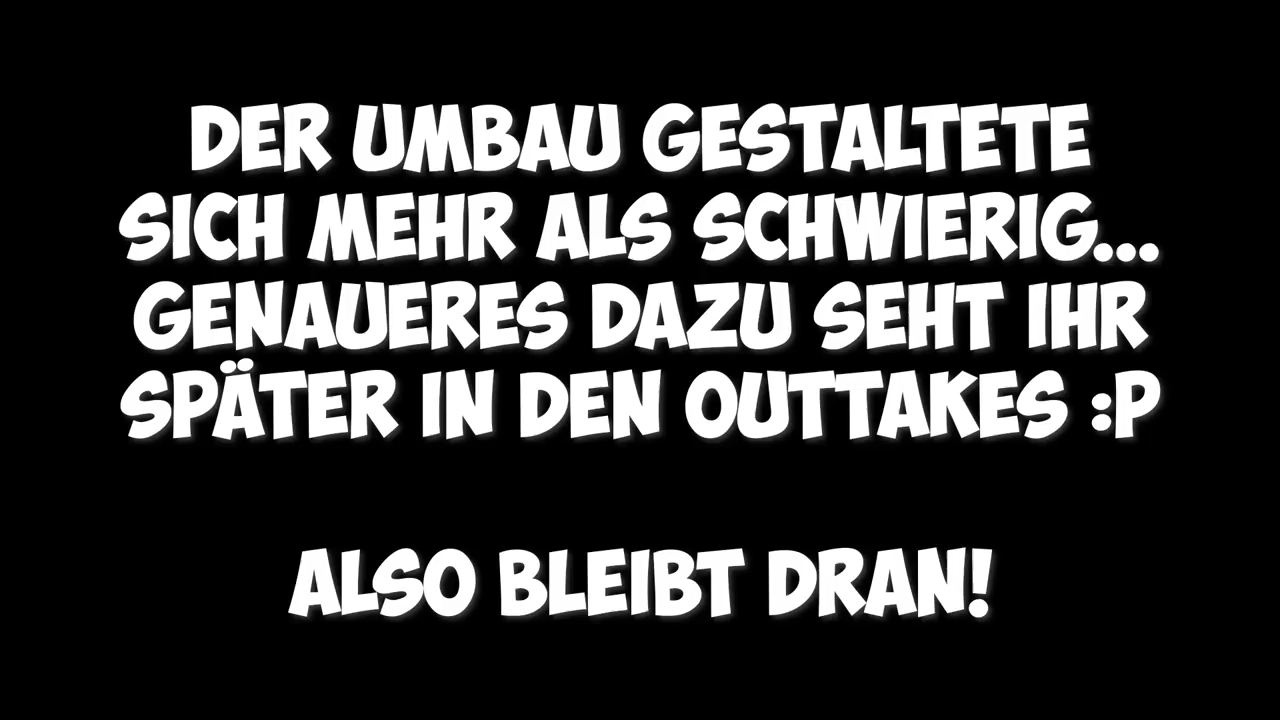 DER UMBAU GESTALTETE
SICH MEHR ALS SCHWIERIG...
GENAUERES DAZU SEHT IHR
SPÄTER IN DEN OUTTAKES :P
ALSO BLEIBT DRAN!